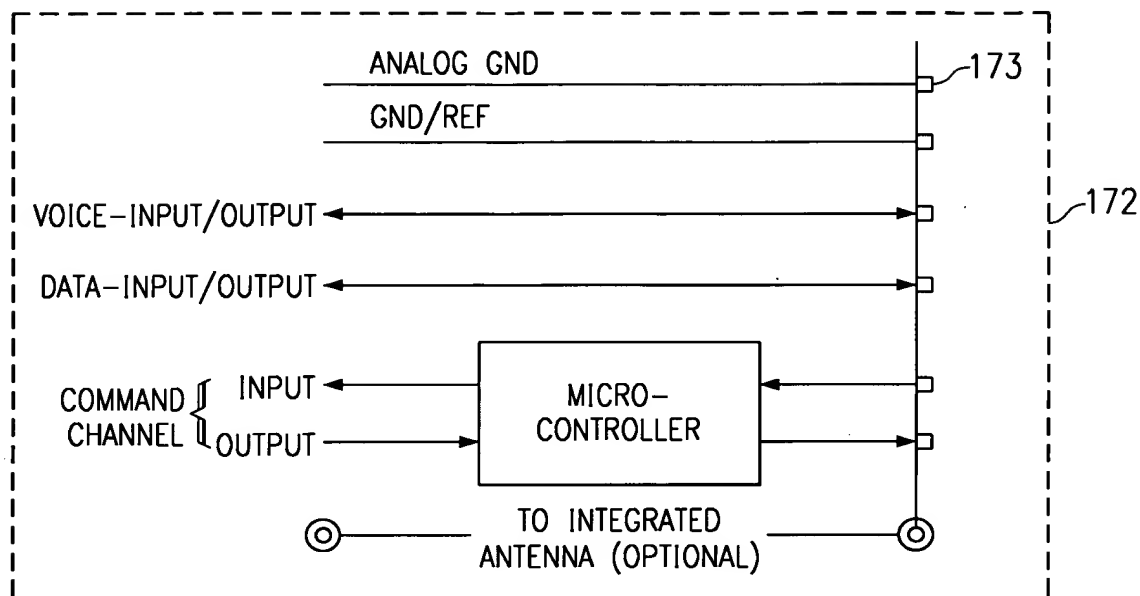 ANALOG GND
173
GND/REF
172
VOICE-INPUT/OUTPUT
DATA-INPUT/OUTPUT
COMMAND CHANNEL
INPUT
OUTPUT
MICRO-
CONTROLLER
TO INTEGRATED
ANTENNA (OPTIONAL)